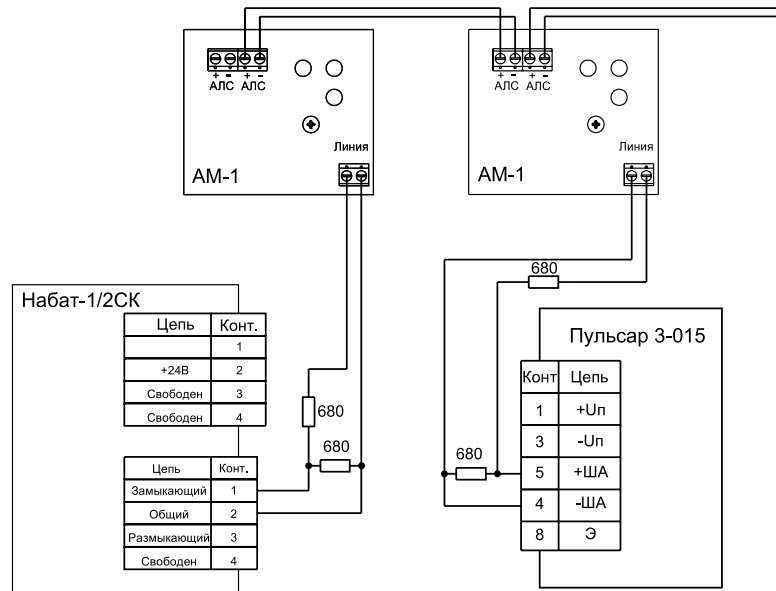 + - + -
АЛС АЛС
Линия
АМ-1
+ - + -
АЛС АЛС
Линия
АМ-1
680
Набат-1/2СК
Цепь Конт.
1
+24В 2
Свободен 3
Свободен 4
680
680
Цепь Конт.
Замыкающий 1
Общий 2
Размыкающий 3
Свободен 4
Пульсар 3-015
Конт Цепь
1 +Uп
3 -Uп
5 +ША
4 -ША
8 Э
680